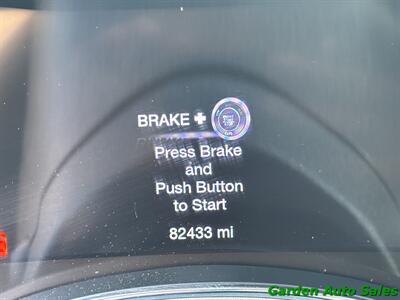 BRAKE +
Press Brake
and
Push Button
to Start
82433 mi
Garden Auto Sales